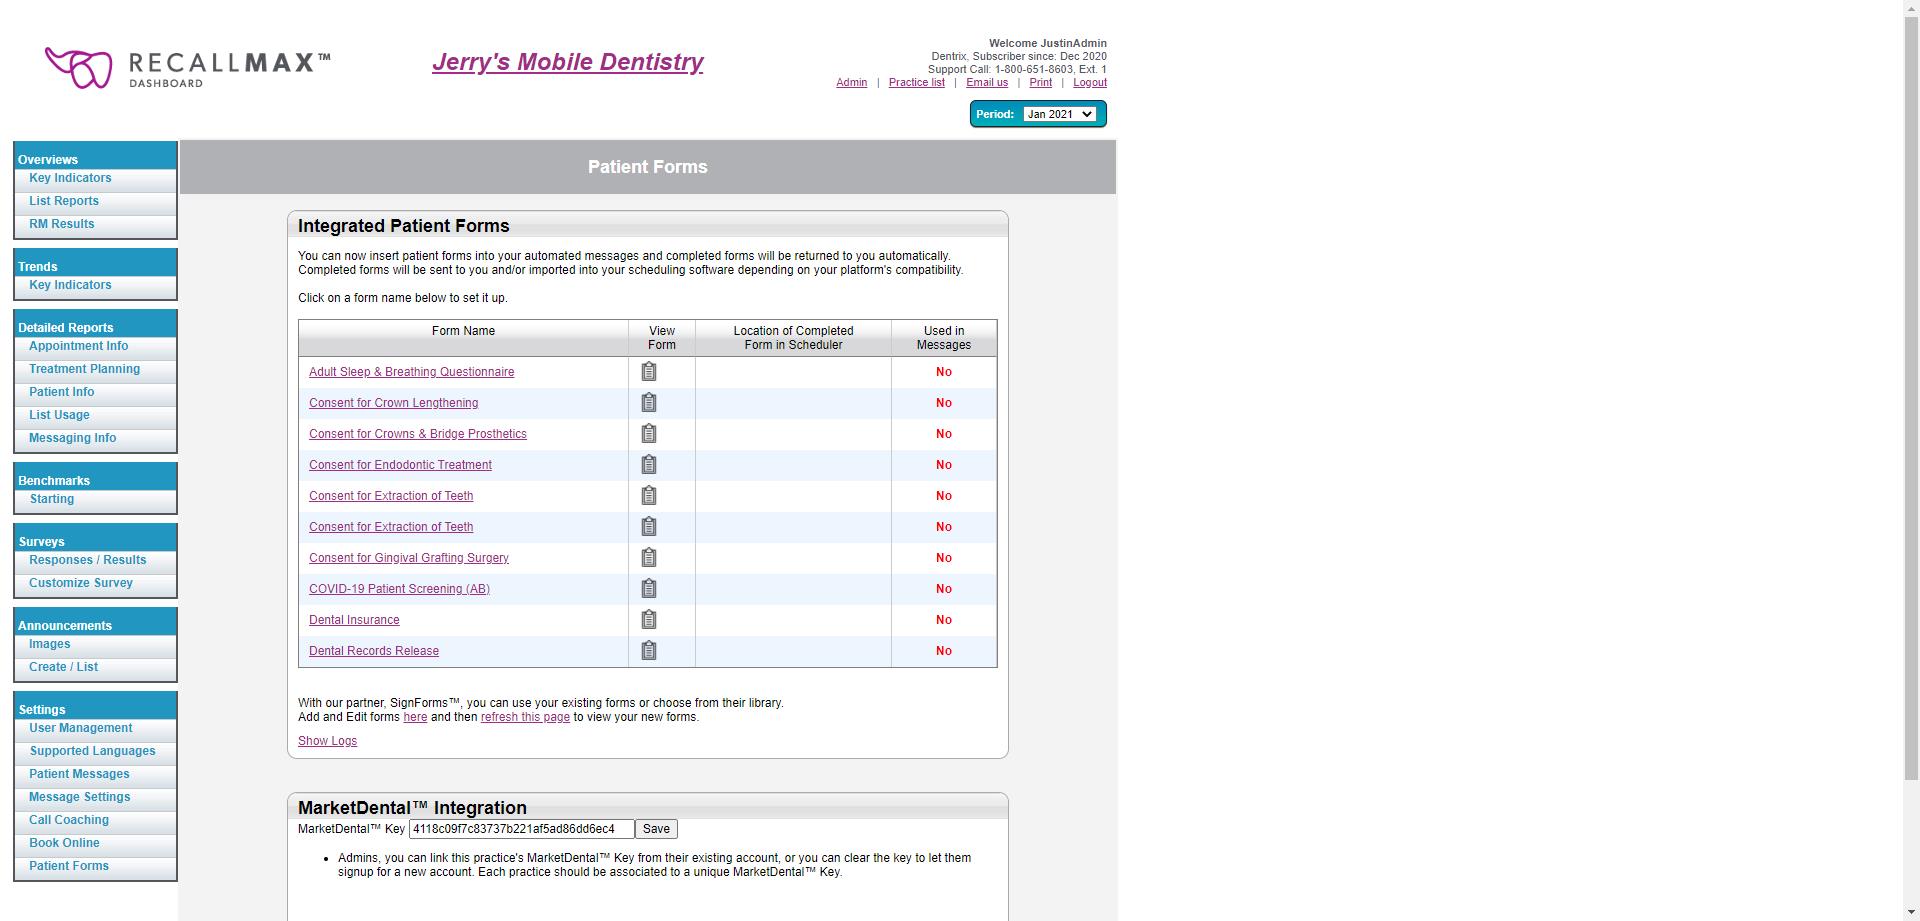 RECALLMAX™
DASHBOARD
Jerry's Mobile Dentistry
Welcome JustinAdmin
Dentrix, Subscriber since: Dec 2020
Support Call: 1-800-651-8603, Ext. 1
Admin | Practice list | Email us | Print | Logout
Period: Jan 2021
Overviews
Key Indicators
List Reports
RM Results
Trends
Key Indicators
Detailed Reports
Appointment Info
Treatment Planning
Patient Info
List Usage
Messaging Info
Benchmarks
Starting
Surveys
Responses / Results
Customize Survey
Announcements
Images
Create / List
Settings
User Management
Supported Languages
Patient Messages
Message Settings
Call Coaching
Book Online
Patient Forms
Patient Forms
Integrated Patient Forms
You can now insert patient forms into your automated messages and completed forms will be returned to you automatically.
Completed forms will be sent to you and/or imported into your scheduling software depending on your platform's compatibility.
Click on a form name below to set it up.
Form Name View Form Location of Completed Form in Scheduler Used in Messages
Adult Sleep & Breathing Questionnaire No
Consent for Crown Lengthening No
Consent for Crowns & Bridge Prosthetics No
Consent for Endodontic Treatment No
Consent for Extraction of Teeth No
Consent for Extraction of Teeth No
Consent for Gingival Grafting Surgery No
COVID-19 Patient Screening (AB) No
Dental Insurance No
Dental Records Release No
With our partner, SignForms™, you can use your existing forms or choose from their library.
Add and Edit forms here and then refresh this page to view your new forms.
Show Logs
MarketDental™ Integration
MarketDental™ Key 4118c09f7c83737b221af5ad86dd6ec4 Save
• Admins, you can link this practice's MarketDental™ Key from their existing account, or you can clear the key to let them
signup for a new account. Each practice should be associated to a unique MarketDental™ Key.